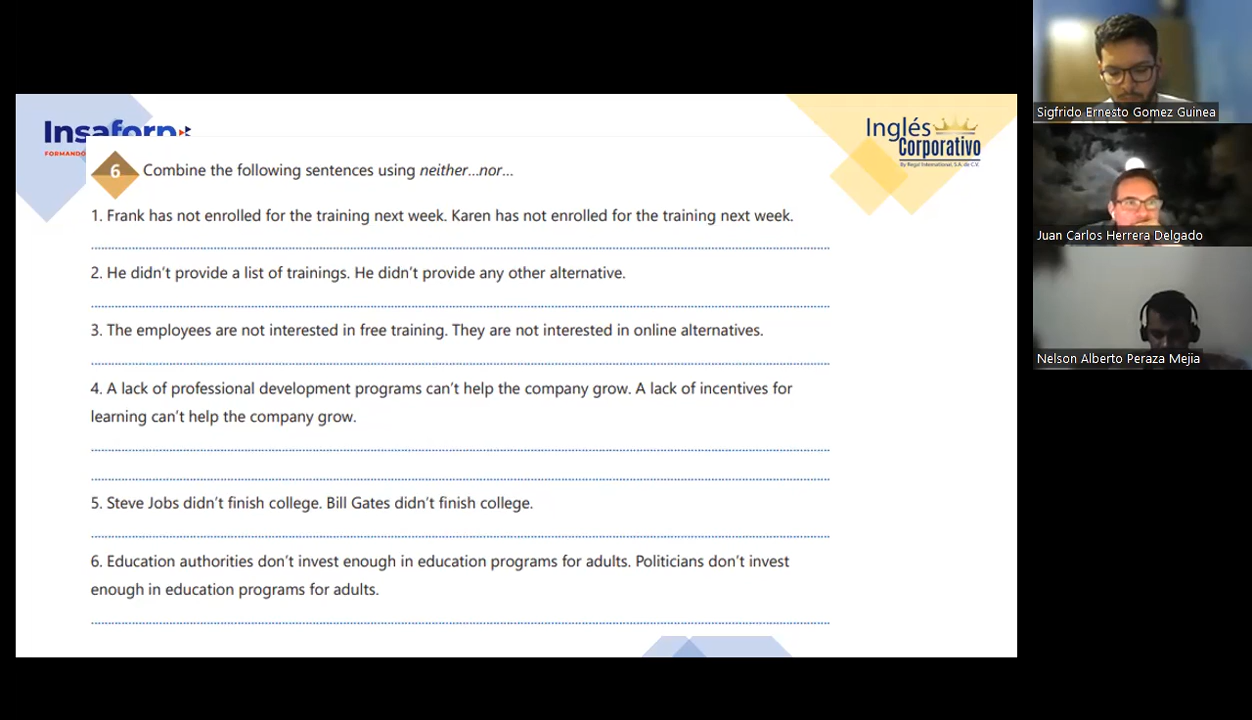 Insaforp
FORMANDO
Inglés
Corporativo
By Regal International, S.A. de C.V.
6 Combine the following sentences using neither...nor...
1. Frank has not enrolled for the training next week. Karen has not enrolled for the training next week.
2. He didn't provide a list of trainings. He didn't provide any other alternative.
3. The employees are not interested in free training. They are not interested in online alternatives.
4. A lack of professional development programs can't help the company grow. A lack of incentives for
learning can't help the company grow.
5. Steve Jobs didn't finish college. Bill Gates didn't finish college.
6. Education authorities don't invest enough in education programs for adults. Politicians don't invest
enough in education programs for adults.
Sigfrido Ernesto Gomez Guinea
Juan Carlos Herrera Delgado
Nelson Alberto Peraza Mejia